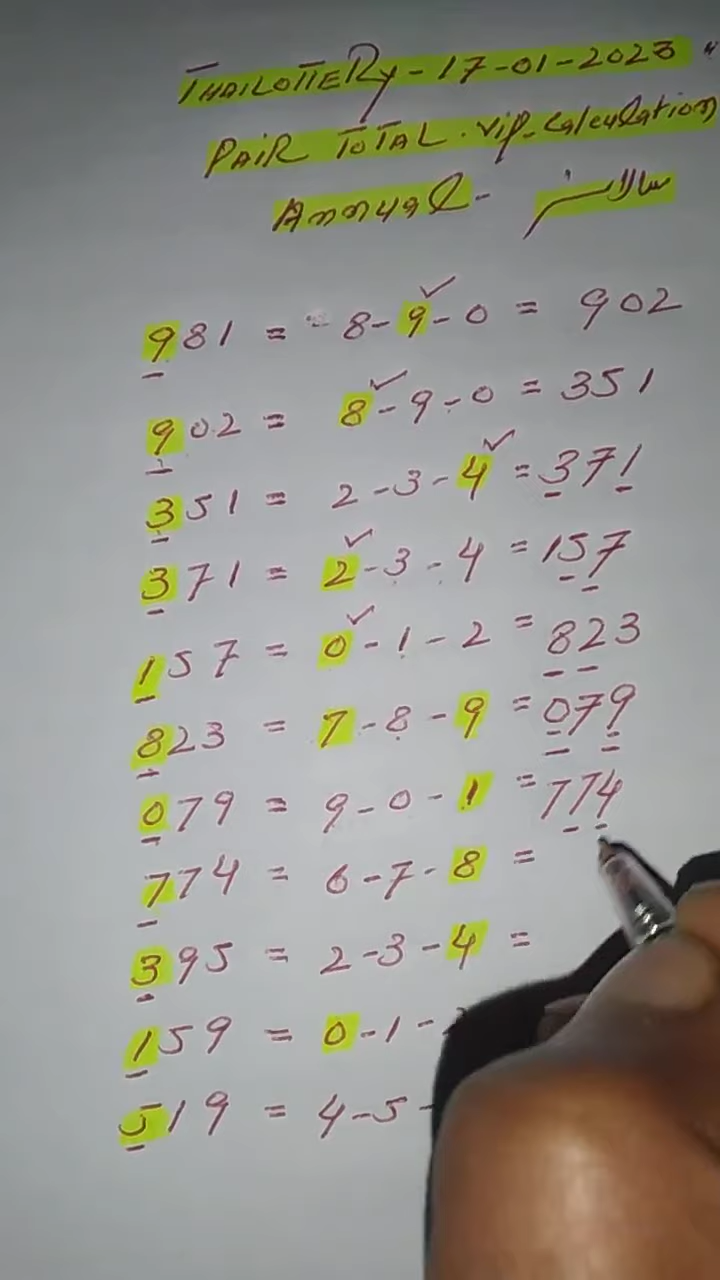 THAILOTTERY-17-01-2023 "
PAIR TOTAL. vip-calculation
Annual- سالانہ
981 = - 8-9-0 = 902
902 = 8-9-0 = 351
351 = 2-3-4 = 371
371 = 2-3-4 = 157
157 = 0-1-2 = 823
823 = 7-8-9 = 079
079 = 9-0-1 = 774
774 = 6-7-8 =
395 = 2-3-4 =
159 = 0-1-
519 = 4-5-